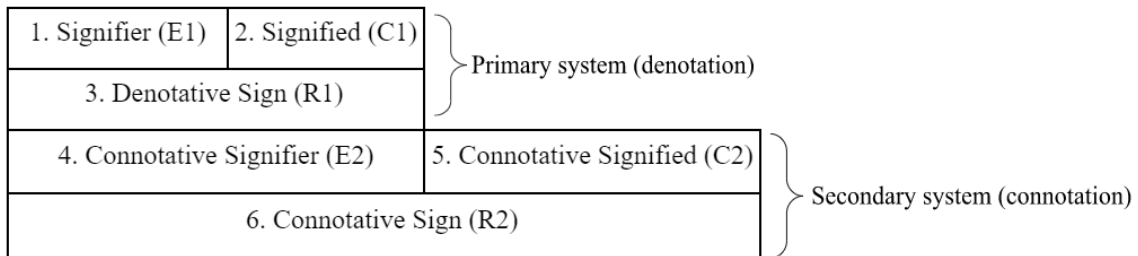 1. Signifier (E1) 2. Signified (C1)
Primary system (denotation)
3. Denotative Sign (R1)
4. Connotative Signifier (E2) 5. Connotative Signified (C2)
Secondary system (connotation)
6. Connotative Sign (R2)